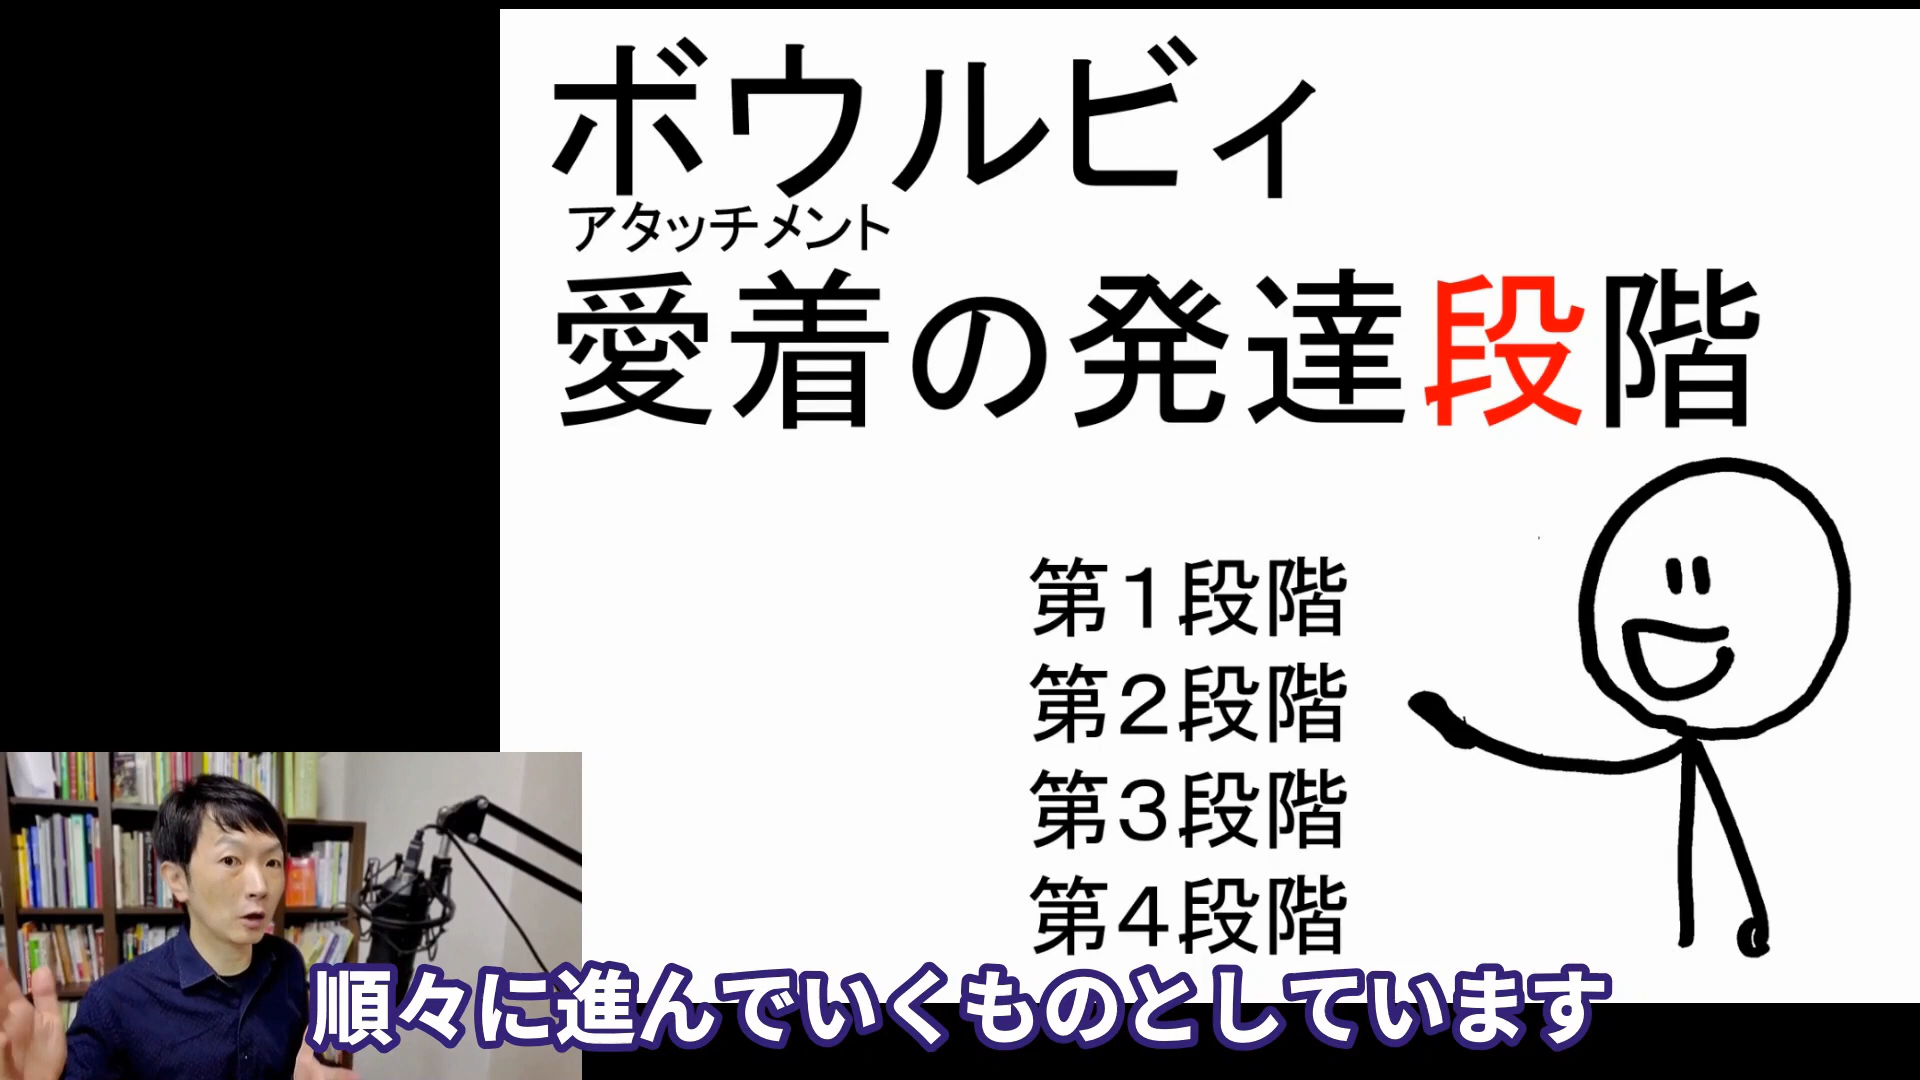 ボウルビィ
アタッチメント
愛着の発達段階
第1段階
第2段階
第3段階
第4段階
順々に進んでいくものとしています